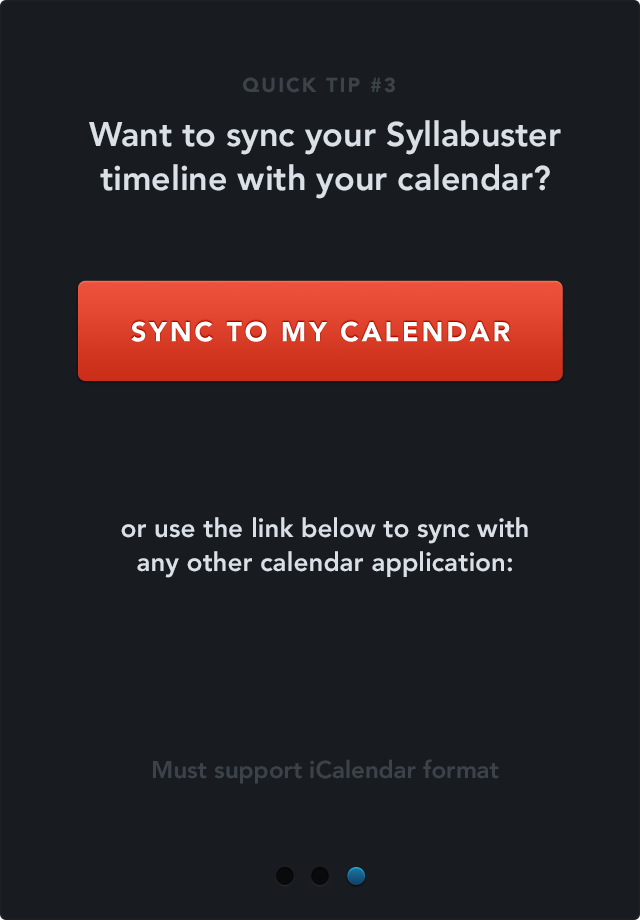 QUICK TIP #3
Want to sync your Syllabuster
timeline with your calendar?
SYNC TO MY CALENDAR
or use the link below to sync with
any other calendar application:
Must support iCalendar format